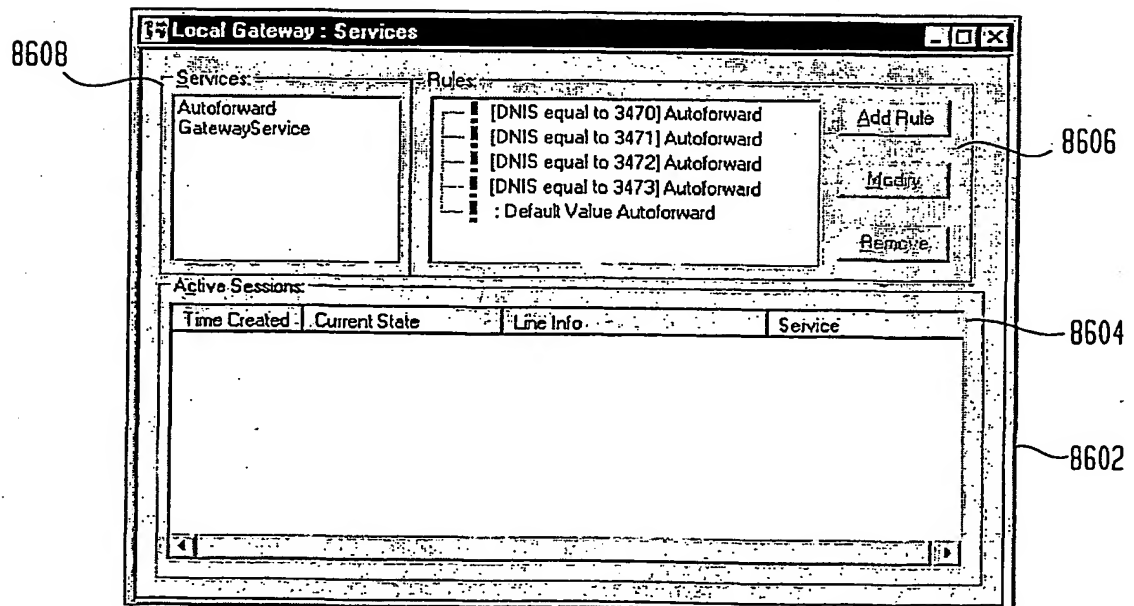 Local Gateway : Services
8608
Services:
Rules:
Autoforward
GatewayService
[DNIS equal to 3470] Autoforward
[DNIS equal to 3471] Autoforward
[DNIS equal to 3472] Autoforward
[DNIS equal to 3473] Autoforward
: Default Value Autoforward
Add Rule
Modify
Remove
8606
Active Sessions:
Time Created Current State Line Info Service
8604
8602